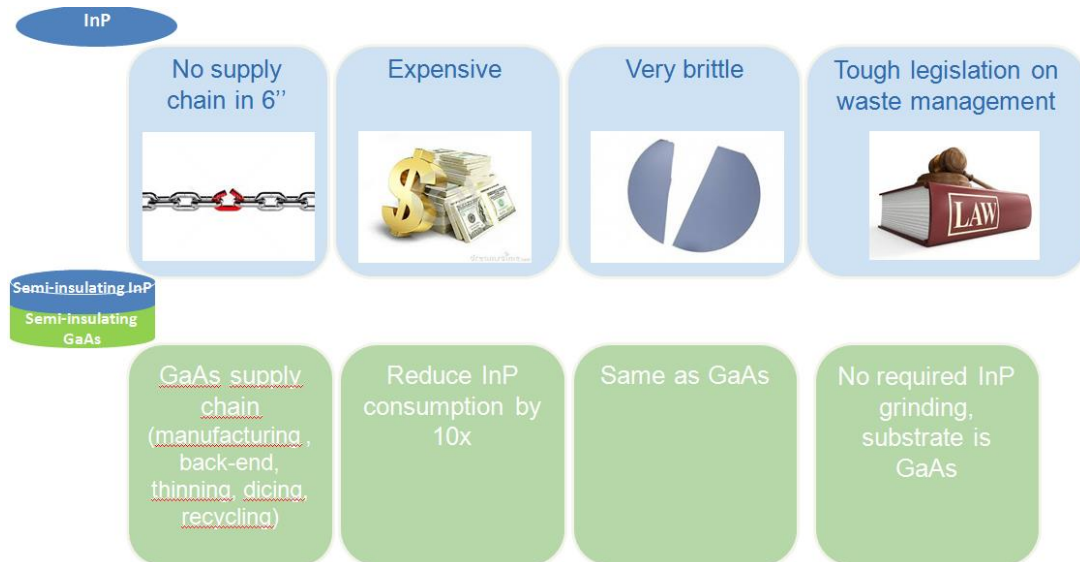 InP
No supply
chain in 6’’
Expensive
Very brittle
Tough legislation on
waste management
LAW
dreamstime.com
Semi-insulating InP
Semi-insulating
GaAs
GaAs supply
chain
(manufacturing,
back-end,
thinning, dicing,
recycling)
Reduce InP
consumption by
10x
Same as GaAs
No required InP
grinding,
substrate is
GaAs